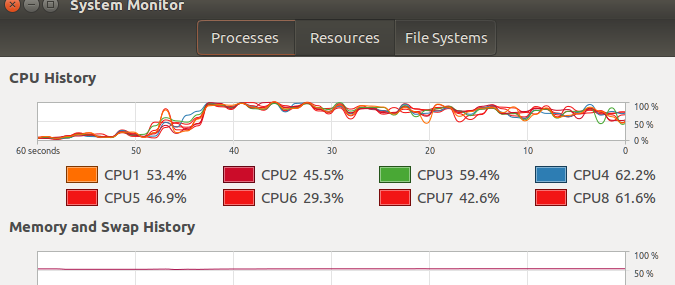 System Monitor
Processes Resources File Systems
CPU History
100 %
50 %
0 %
60 seconds 50 40 30 20 10 0
CPU1 53.4% CPU2 45.5% CPU3 59.4% CPU4 62.2%
CPU5 46.9% CPU6 29.3% CPU7 42.6% CPU8 61.6%
Memory and Swap History
100 %
50 %